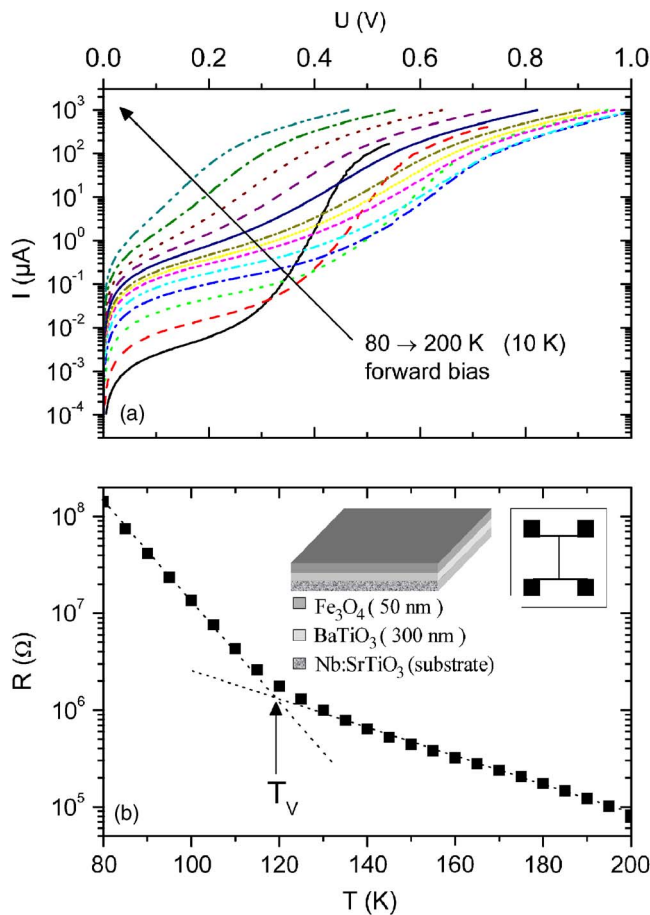 U (V)
0.0 0.2 0.4 0.6 0.8 1.0
10³
10²
10¹
10⁰
10⁻¹
10⁻²
10⁻³
10⁻⁴
I (µA)
80 → 200 K (10 K)
forward bias
(a)
10⁸
10⁷
10⁶
10⁵
R (Ω)
Fe₃O₄ ( 50 nm)
BaTiO₃ ( 300 nm)
Nb:SrTiO₃ (substrate)
T_V
(b)
80 100 120 140 160 180 200
T (K)